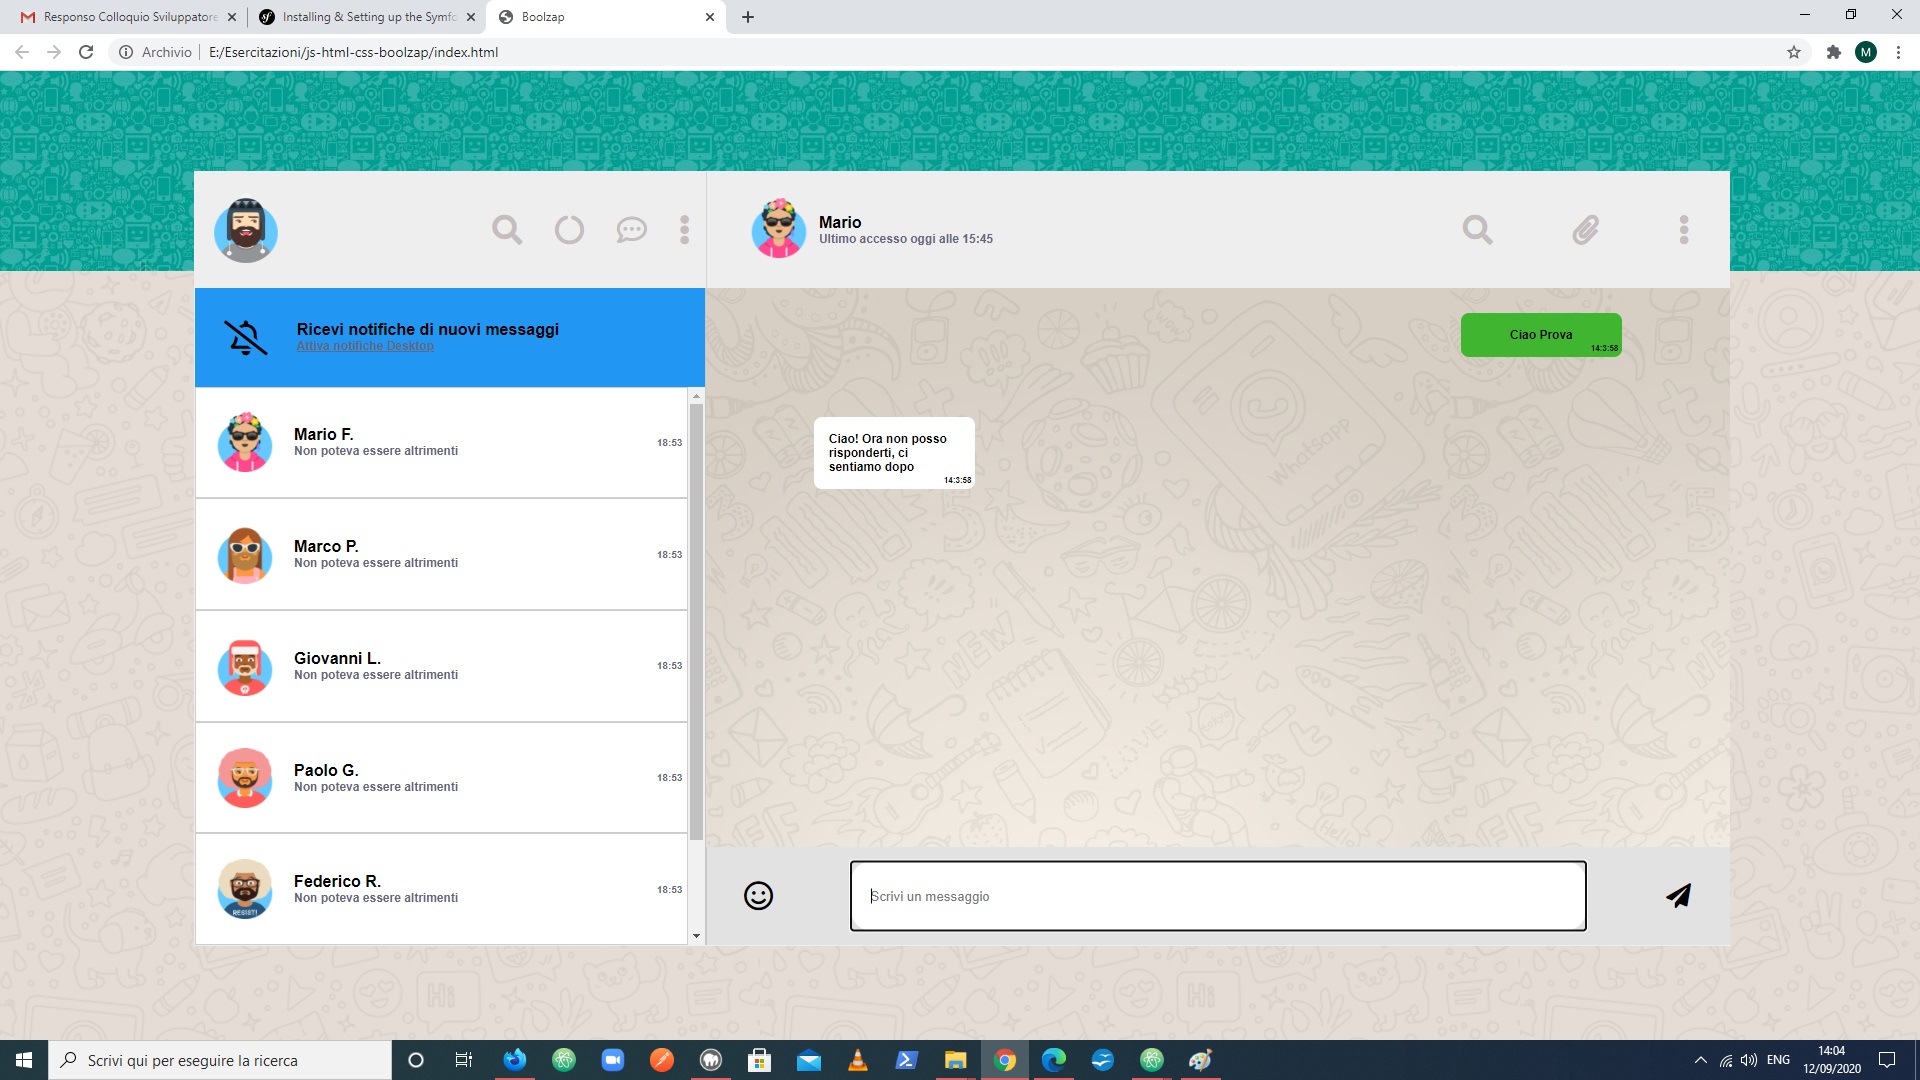 Responso Colloquio Sviluppatore
Installing & Setting up the Symfo
Boolzap
Archivio
E:/Esercitazioni/js-html-css-boolzap/index.html
M
Mario
Ultimo accesso oggi alle 15:45
Ricevi notifiche di nuovi messaggi
Attiva notifiche Desktop
Ciao Prova
14:3:58
Ciao! Ora non posso
risponderti, ci
sentiamo dopo
14:3:58
Mario F.
Non poteva essere altrimenti
18:53
Marco P.
Non poteva essere altrimenti
18:53
Giovanni L.
Non poteva essere altrimenti
18:53
Paolo G.
Non poteva essere altrimenti
18:53
Federico R.
Non poteva essere altrimenti
18:53
RESIST!
WhatsApp
Scrivi un messaggio
Hi
Hi
Scrivi qui per eseguire la ricerca
ENG
14:04
12/09/2020